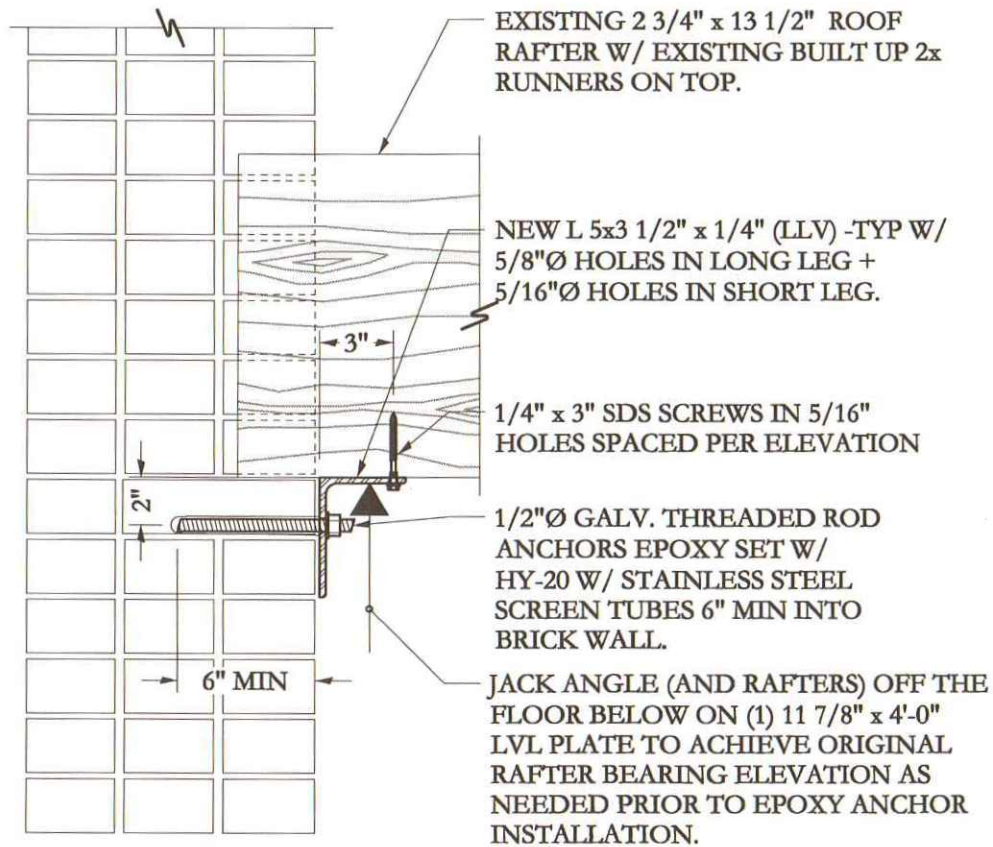 EXISTING 2 3/4" x 13 1/2" ROOF
RAFTER W/ EXISTING BUILT UP 2x
RUNNERS ON TOP.
NEW L 5x3 1/2" x 1/4" (LLV) -TYP W/
5/8"Ø HOLES IN LONG LEG +
5/16"Ø HOLES IN SHORT LEG.
3"
1/4" x 3" SDS SCREWS IN 5/16"
HOLES SPACED PER ELEVATION
2"
1/2"Ø GALV. THREADED ROD
ANCHORS EPOXY SET W/
HY-20 W/ STAINLESS STEEL
SCREEN TUBES 6" MIN INTO
BRICK WALL.
6" MIN
JACK ANGLE (AND RAFTERS) OFF THE
FLOOR BELOW ON (1) 11 7/8" x 4'-0"
LVL PLATE TO ACHIEVE ORIGINAL
RAFTER BEARING ELEVATION AS
NEEDED PRIOR TO EPOXY ANCHOR
INSTALLATION.